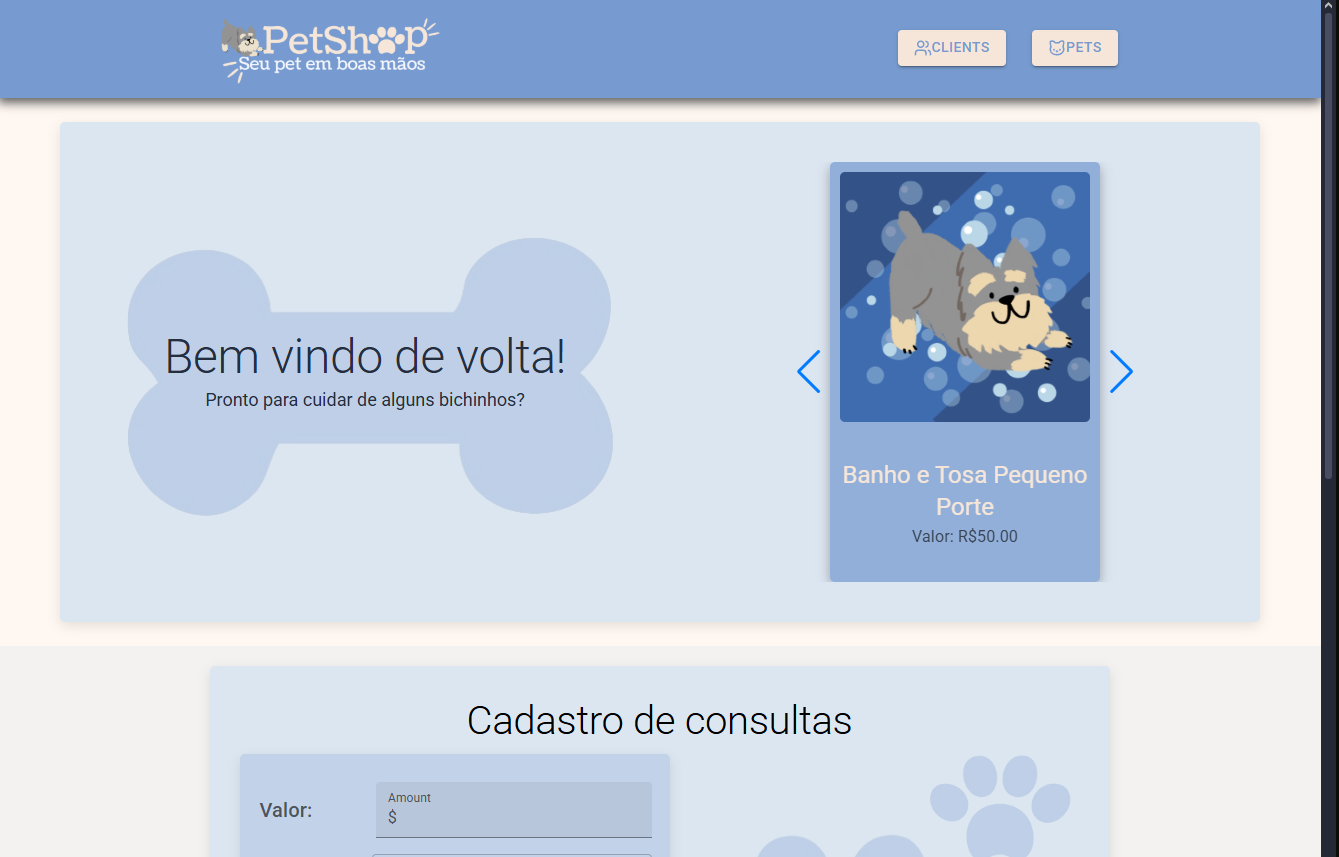 PetShop
Seu pet em boas mãos
CLIENTS
PETS
Bem vindo de volta!
Pronto para cuidar de alguns bichinhos?
Banho e Tosa Pequeno
Porte
Valor: R$50.00
Cadastro de consultas
Valor:
Amount
$